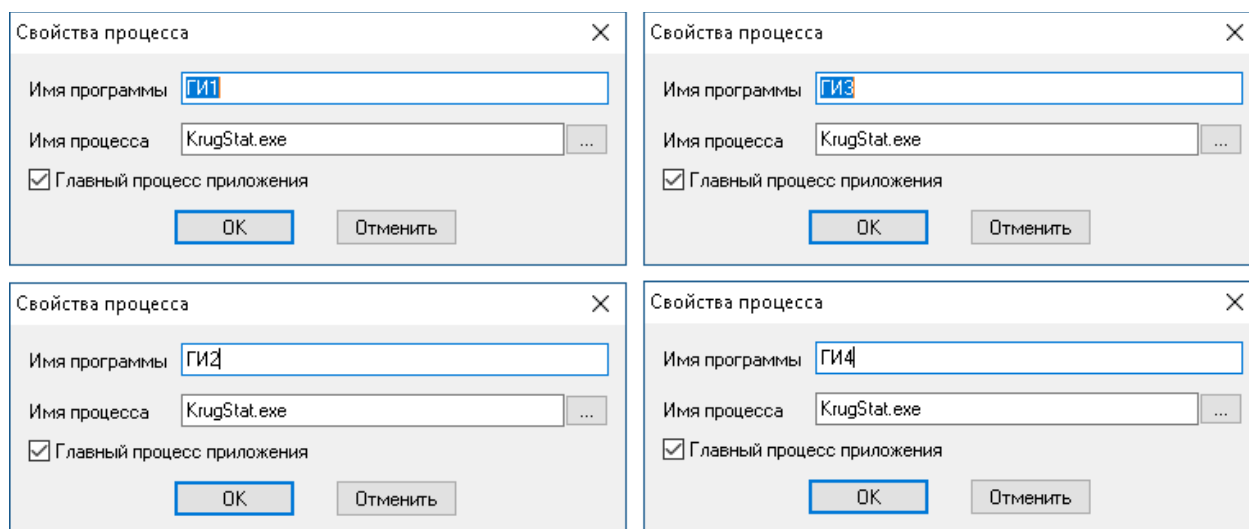 Свойства процесса
Имя программы ГИ1
Имя процесса KrugStat.exe ...
Главный процесс приложения
OK Отменить
Свойства процесса
Имя программы ГИ3
Имя процесса KrugStat.exe ...
Главный процесс приложения
OK Отменить
Свойства процесса
Имя программы ГИ2
Имя процесса KrugStat.exe ...
Главный процесс приложения
OK Отменить
Свойства процесса
Имя программы ГИ4
Имя процесса KrugStat.exe ...
Главный процесс приложения
OK Отменить